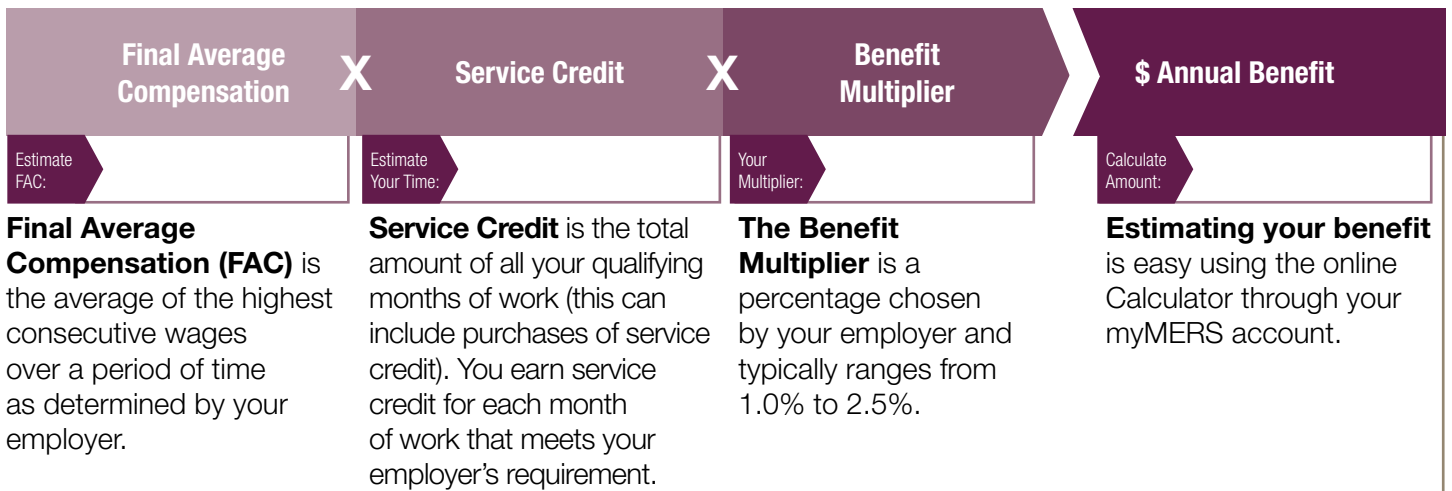 Final Average
Compensation
X
Service Credit
X
Benefit
Multiplier
$ Annual Benefit
Estimate
FAC:
Estimate
Your Time:
Your
Multiplier:
Calculate
Amount:
Final Average
Compensation (FAC) is
the average of the highest
consecutive wages
over a period of time
as determined by your
employer.
Service Credit is the total
amount of all your qualifying
months of work (this can
include purchases of service
credit). You earn service
credit for each month
of work that meets your
employer’s requirement.
The Benefit
Multiplier is a
percentage chosen
by your employer and
typically ranges from
1.0% to 2.5%.
Estimating your benefit
is easy using the online
Calculator through your
myMERS account.